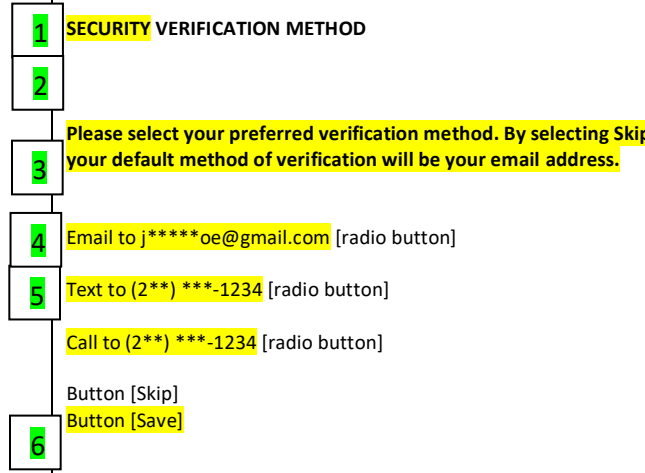 1 SECURITY VERIFICATION METHOD
2
Please select your preferred verification method. By selecting Skip
3 your default method of verification will be your email address.
4 Email to j*****oe@gmail.com [radio button]
5 Text to (2**) ***-1234 [radio button]
Call to (2**) ***-1234 [radio button]
Button [Skip]
Button [Save]
6